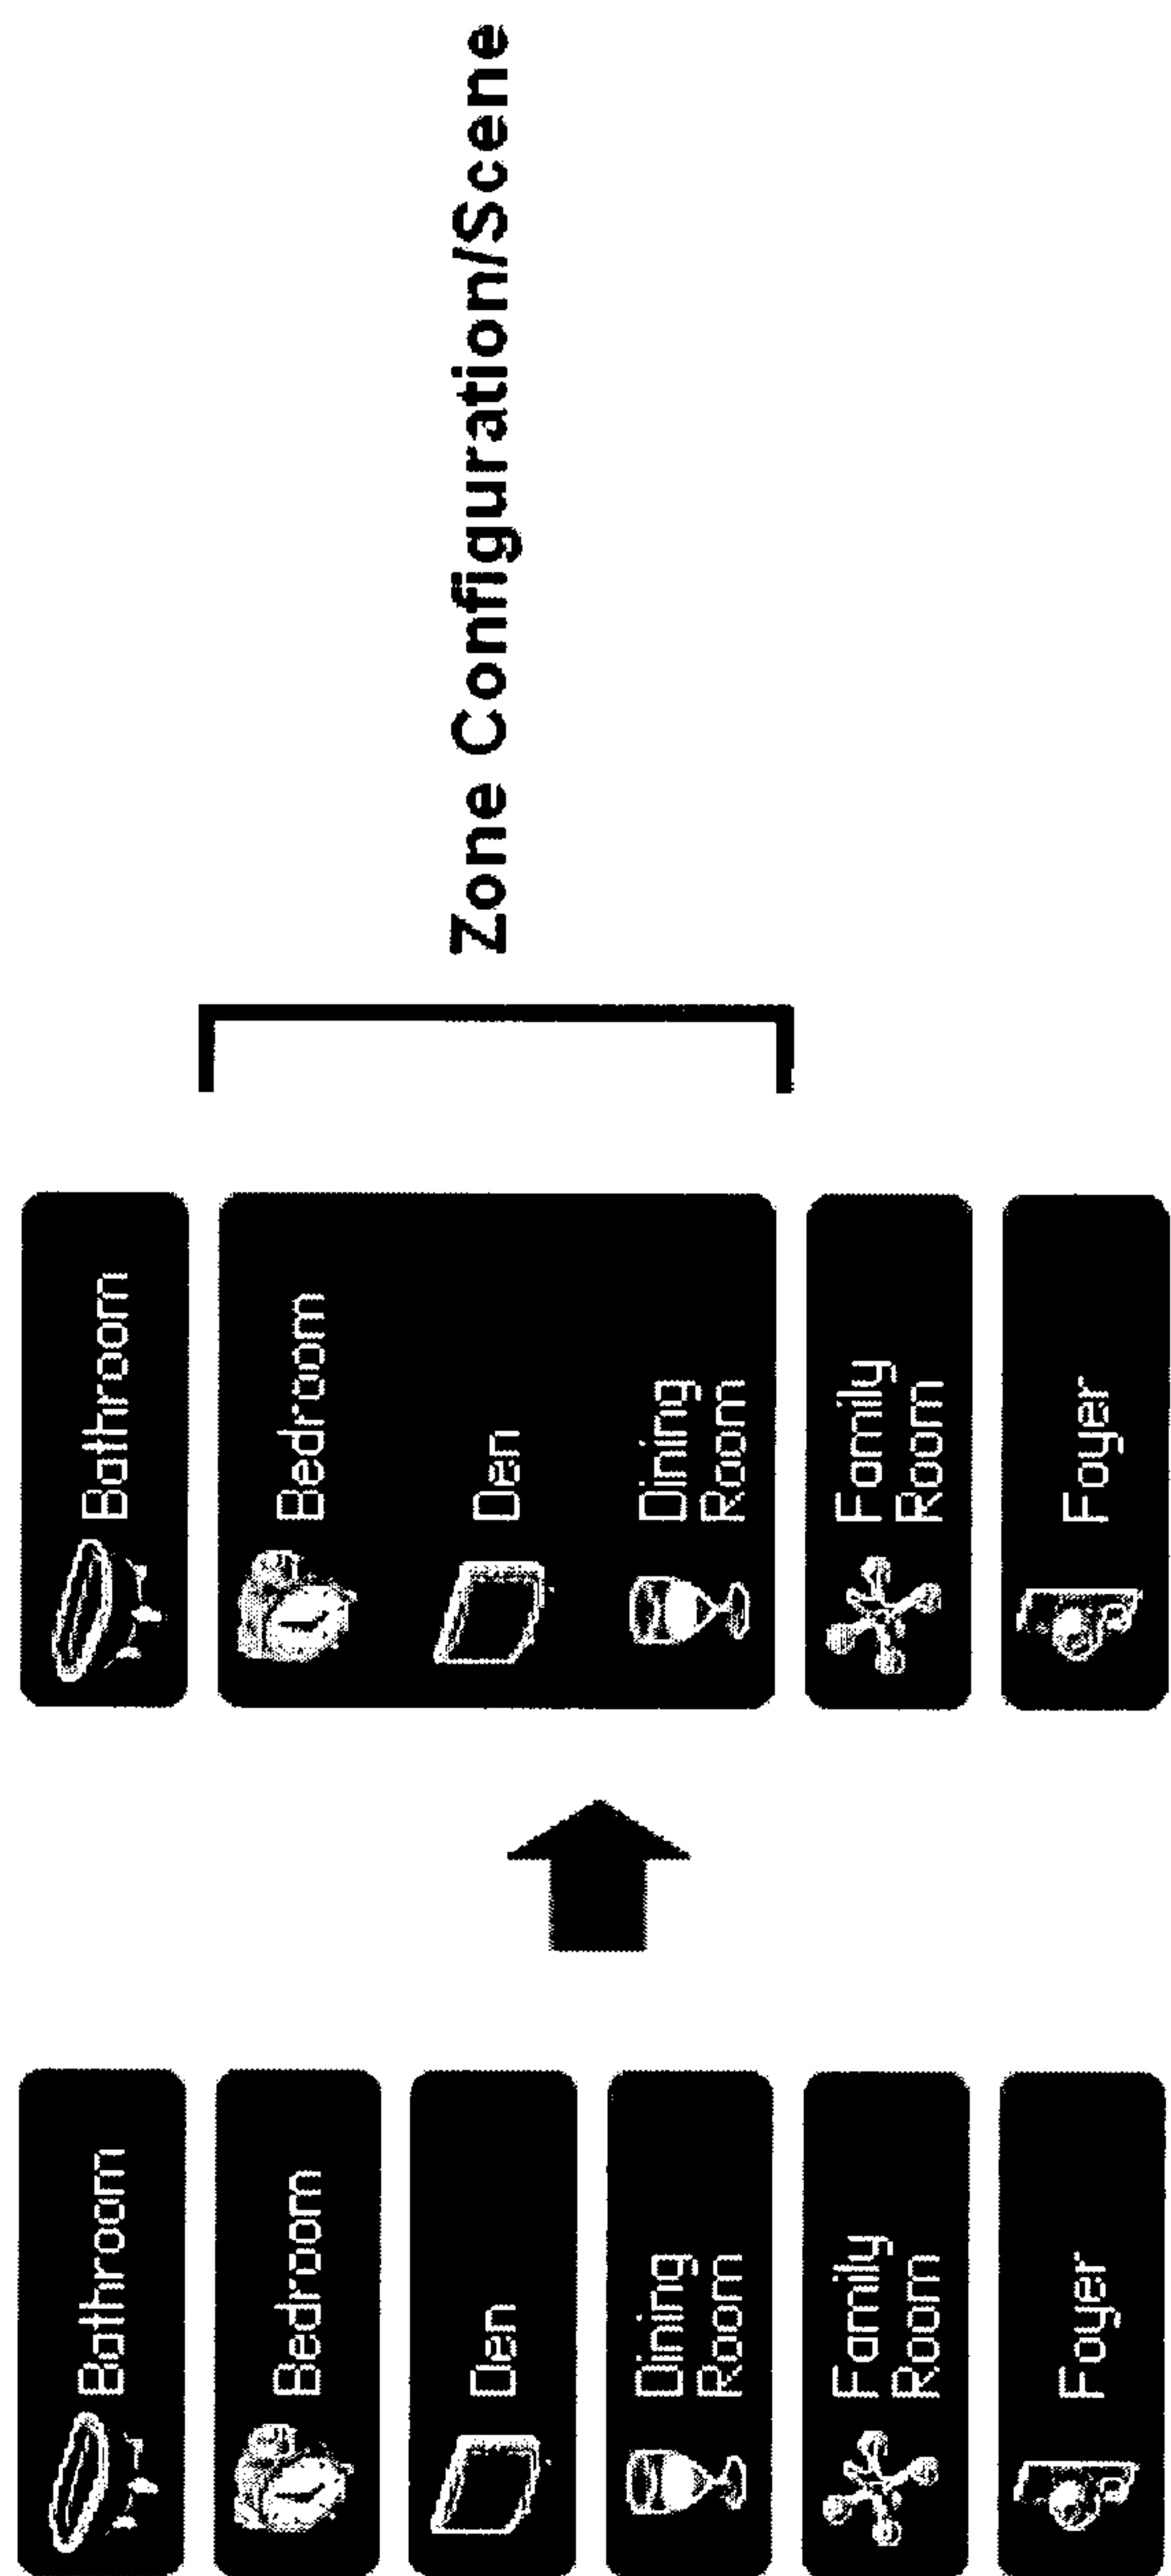 Bathroom
Bedroom
Den
Dining
Room
Family
Room
Foyer
Bathroom
Bedroom
Den
Dining
Room
Family
Room
Foyer
Zone Configuration/Scene